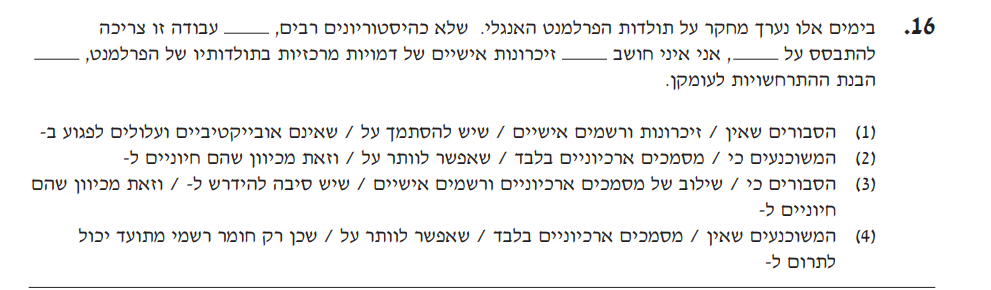 16. בימים אלו נערך מחקר על תולדות הפרלמנט האנגלי. שלא כהיסטוריונים רבים, _____ עבודה זו צריכה
להתבסס על _____, אני איני חושב _____ זיכרונות אישיים של דמויות מרכזיות בתולדותיו של הפרלמנט, _____
הבנת ההתרחשויות לעומקן.
(1) הסבורים שאין / זיכרונות ורשמים אישיים / שיש להסתמך על / שאינם אובייקטיביים ועלולים לפגוע ב-
(2) המשוכנעים כי / מסמכים ארכיוניים בלבד / שאפשר לוותר על / וזאת מכיוון שהם חיוניים ל-
(3) הסבורים כי / שילוב של מסמכים ארכיוניים ורשמים אישיים / שיש סיבה להידרש ל- / וזאת מכיוון שהם
חיוניים ל-
(4) המשוכנעים שאין / מסמכים ארכיוניים בלבד / שאפשר לוותר על / שכן רק חומר רשמי מתועד יכול
לתרום ל-